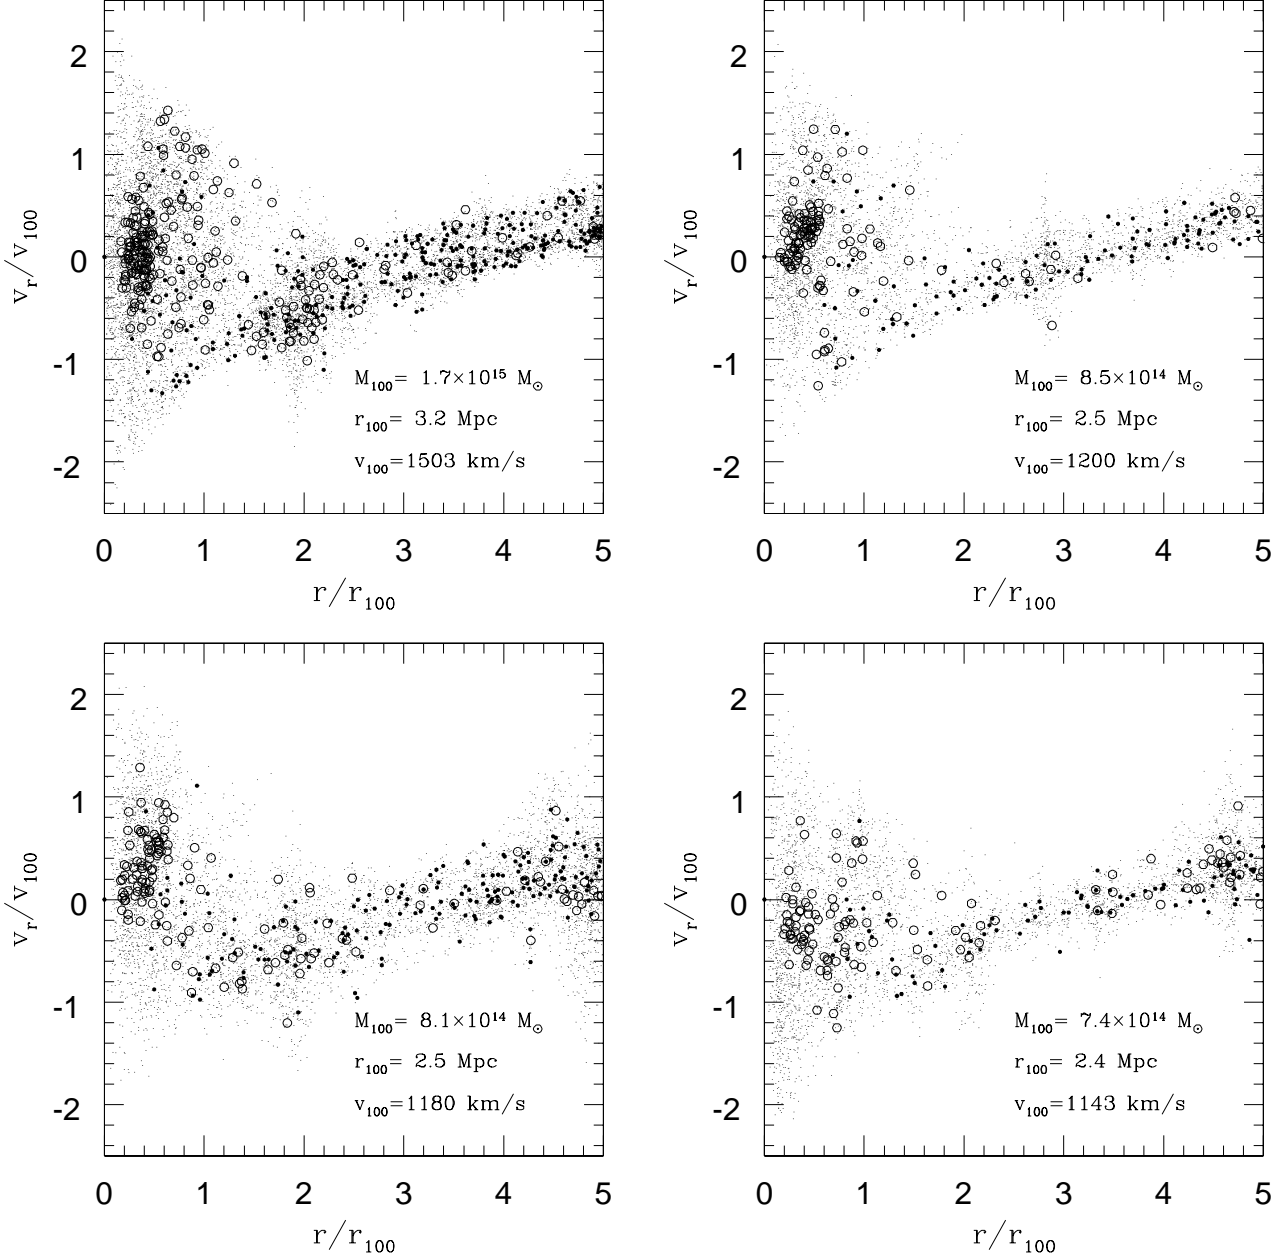 2
1
0
-1
-2
v_r/v_100
M_100= 1.7×10^15 M_⊙
r_100= 3.2 Mpc
v_100=1503 km/s
0 1 2 3 4 5
r/r_100
2
1
0
-1
-2
v_r/v_100
M_100= 8.5×10^14 M_⊙
r_100= 2.5 Mpc
v_100=1200 km/s
0 1 2 3 4 5
r/r_100
2
1
0
-1
-2
v_r/v_100
M_100= 8.1×10^14 M_⊙
r_100= 2.5 Mpc
v_100=1180 km/s
0 1 2 3 4 5
r/r_100
2
1
0
-1
-2
v_r/v_100
M_100= 7.4×10^14 M_⊙
r_100= 2.4 Mpc
v_100=1143 km/s
0 1 2 3 4 5
r/r_100